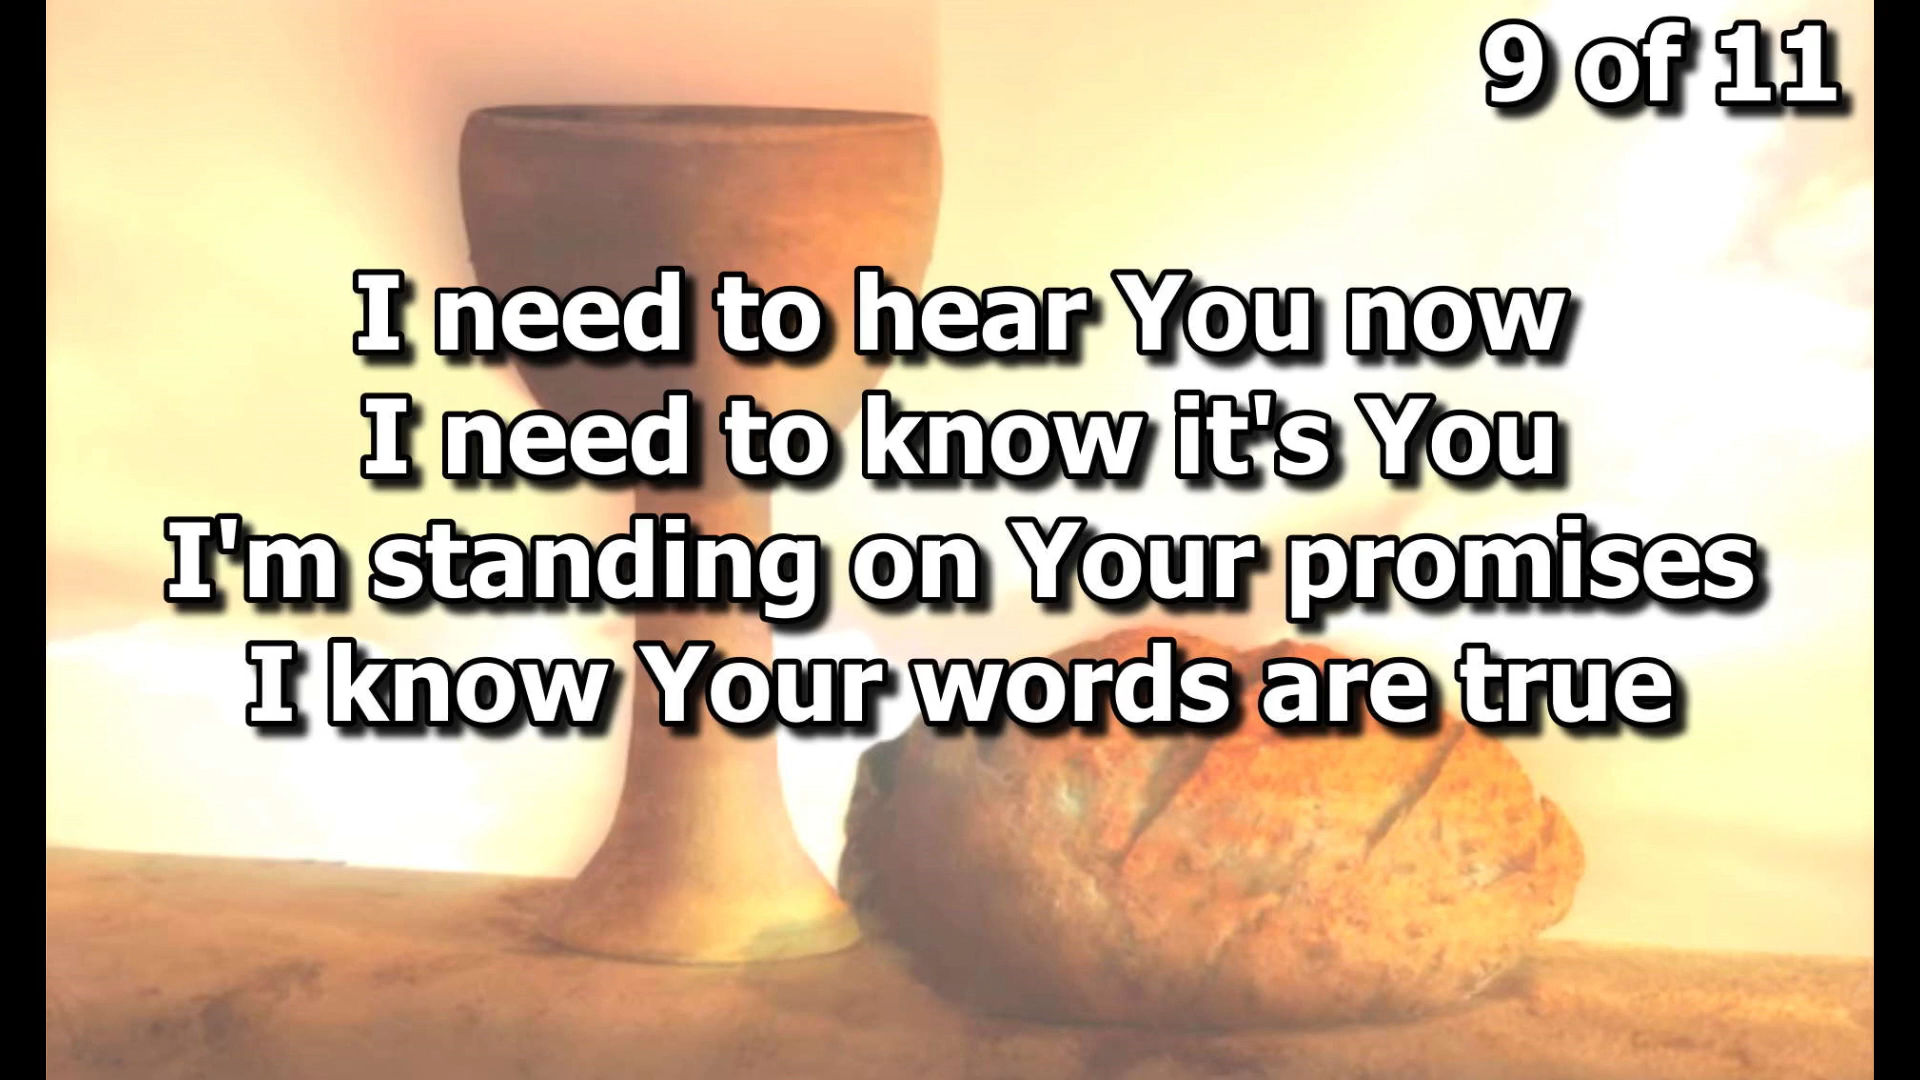 9 of 11
I need to hear You now
I need to know it's You
I'm standing on Your promises
I know Your words are true